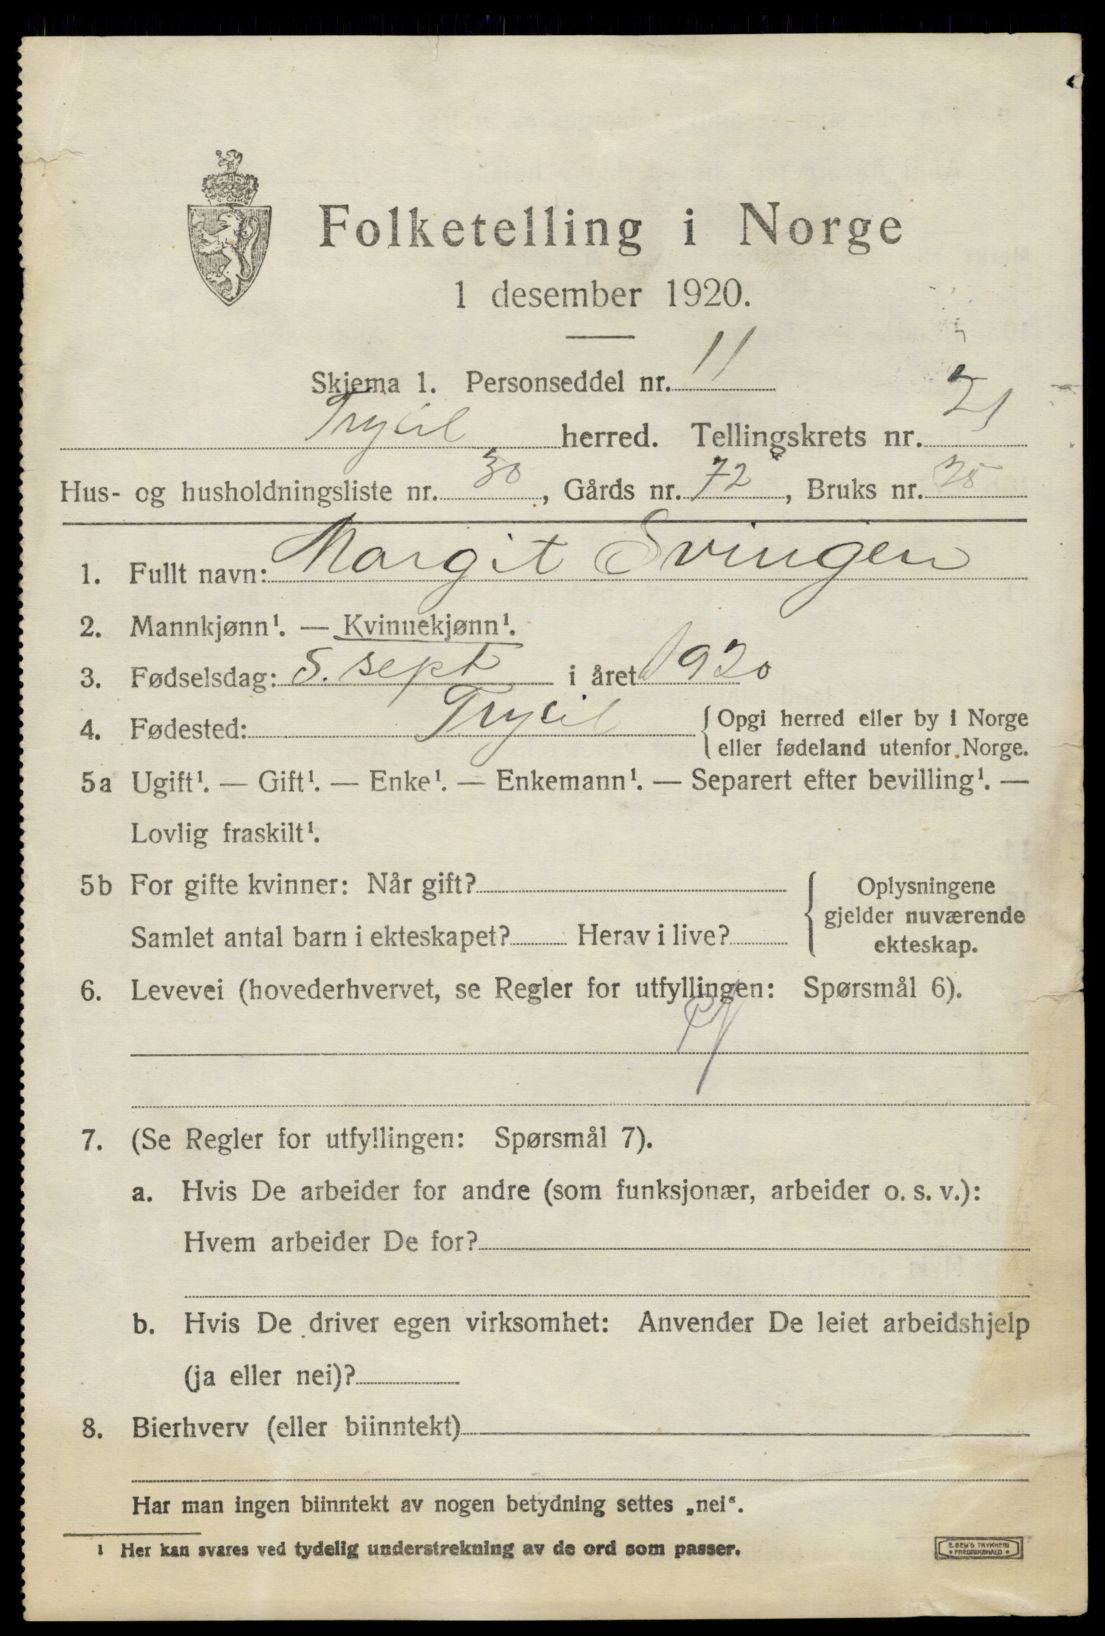 Folketelling i Norge
1 desember 1920.
Skjema 1. Personseddel nr. 11
Trysil herred. Tellingskrets nr. 21
Hus- og husholdningsliste nr. 30, Gårds nr. 72, Bruks nr. 35
1. Fullt navn: Margit Svingen
2. Mannkjønn¹. — Kvinnekjønn¹.
3. Fødselsdag: 5. sept i året 1920
4. Fødested: Trysil {Opgi herred eller by i Norge
eller fødeland utenfor Norge.
5a Ugift¹. — Gift¹. — Enke¹. — Enkemann¹. — Separert efter bevilling¹. —
Lovlig fraskilt¹.
5b For gifte kvinner: Når gift?
Samlet antal barn i ekteskapet? Herav i live?
Oplysningene
gjelder nuværende
ekteskap.
6. Levevei (hovederhvervet, se Regler for utfyllingen: Spørsmål 6).
7. (Se Regler for utfyllingen: Spørsmål 7).
a. Hvis De arbeider for andre (som funksjonær, arbeider o. s. v.):
Hvem arbeider De for?
b. Hvis De driver egen virksomhet: Anvender De leiet arbeidshjelp
(ja eller nei)?
8. Bierhverv (eller biinntekt)
Har man ingen biinntekt av nogen betydning settes „nei“.
¹ Her kan svares ved tydelig understrekning av de ord som passer.